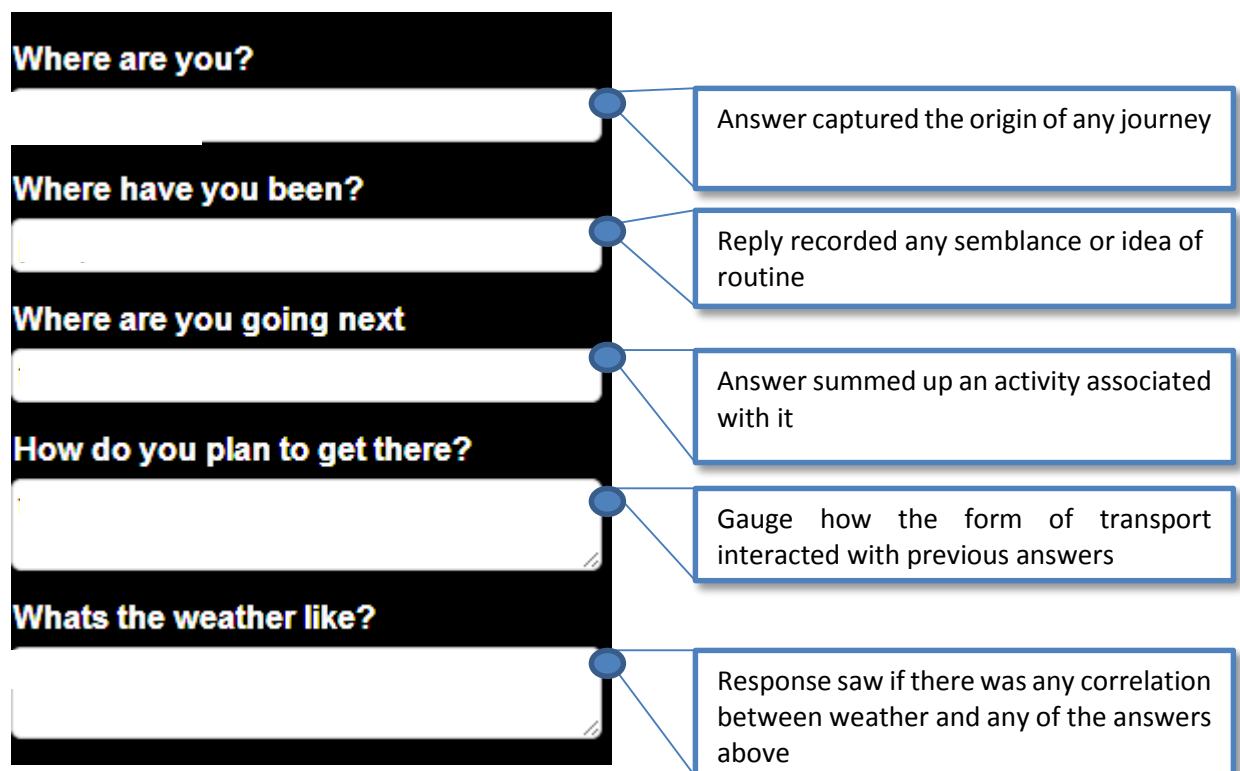 Where are you?
Answer captured the origin of any journey
Where have you been?
Reply recorded any semblance or idea of
routine
Where are you going next
Answer summed up an activity associated
with it
How do you plan to get there?
Gauge how the form of transport
interacted with previous answers
Whats the weather like?
Response saw if there was any correlation
between weather and any of the answers
above